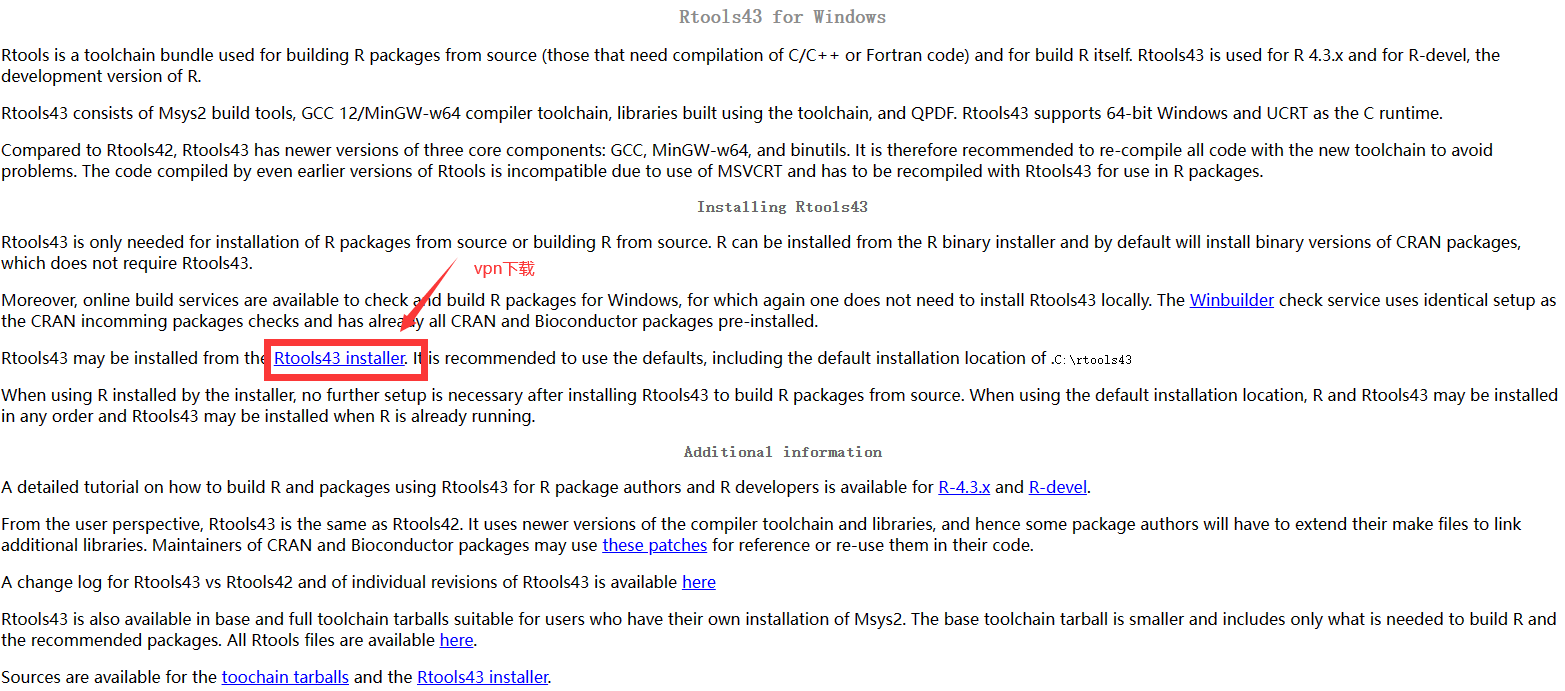 Rtools43 for Windows
Rtools is a toolchain bundle used for building R packages from source (those that need compilation of C/C++ or Fortran code) and for build R itself. Rtools43 is used for R 4.3.x and for R-devel, the
development version of R.
Rtools43 consists of Msys2 build tools, GCC 12/MinGW-w64 compiler toolchain, libraries built using the toolchain, and QPDF. Rtools43 supports 64-bit Windows and UCRT as the C runtime.
Compared to Rtools42, Rtools43 has newer versions of three core components: GCC, MinGW-w64, and binutils. It is therefore recommended to re-compile all code with the new toolchain to avoid
problems. The code compiled by even earlier versions of Rtools is incompatible due to use of MSVCRT and has to be recompiled with Rtools43 for use in R packages.
Installing Rtools43
Rtools43 is only needed for installation of R packages from source or building R from source. R can be installed from the R binary installer and by default will install binary versions of CRAN packages,
which does not require Rtools43.
vpn下载
Moreover, online build services are available to check and build R packages for Windows, for which again one does not need to install Rtools43 locally. The Winbuilder check service uses identical setup as
the CRAN incomming packages checks and has already all CRAN and Bioconductor packages pre-installed.
Rtools43 may be installed from the Rtools43 installer. It is recommended to use the defaults, including the default installation location of .C:\rtools43
When using R installed by the installer, no further setup is necessary after installing Rtools43 to build R packages from source. When using the default installation location, R and Rtools43 may be installed
in any order and Rtools43 may be installed when R is already running.
Additional information
A detailed tutorial on how to build R and packages using Rtools43 for R package authors and R developers is available for R-4.3.x and R-devel.
From the user perspective, Rtools43 is the same as Rtools42. It uses newer versions of the compiler toolchain and libraries, and hence some package authors will have to extend their make files to link
additional libraries. Maintainers of CRAN and Bioconductor packages may use these patches for reference or re-use them in their code.
A change log for Rtools43 vs Rtools42 and of individual revisions of Rtools43 is available here
Rtools43 is also available in base and full toolchain tarballs suitable for users who have their own installation of Msys2. The base toolchain tarball is smaller and includes only what is needed to build R and
the recommended packages. All Rtools files are available here.
Sources are available for the toochain tarballs and the Rtools43 installer.